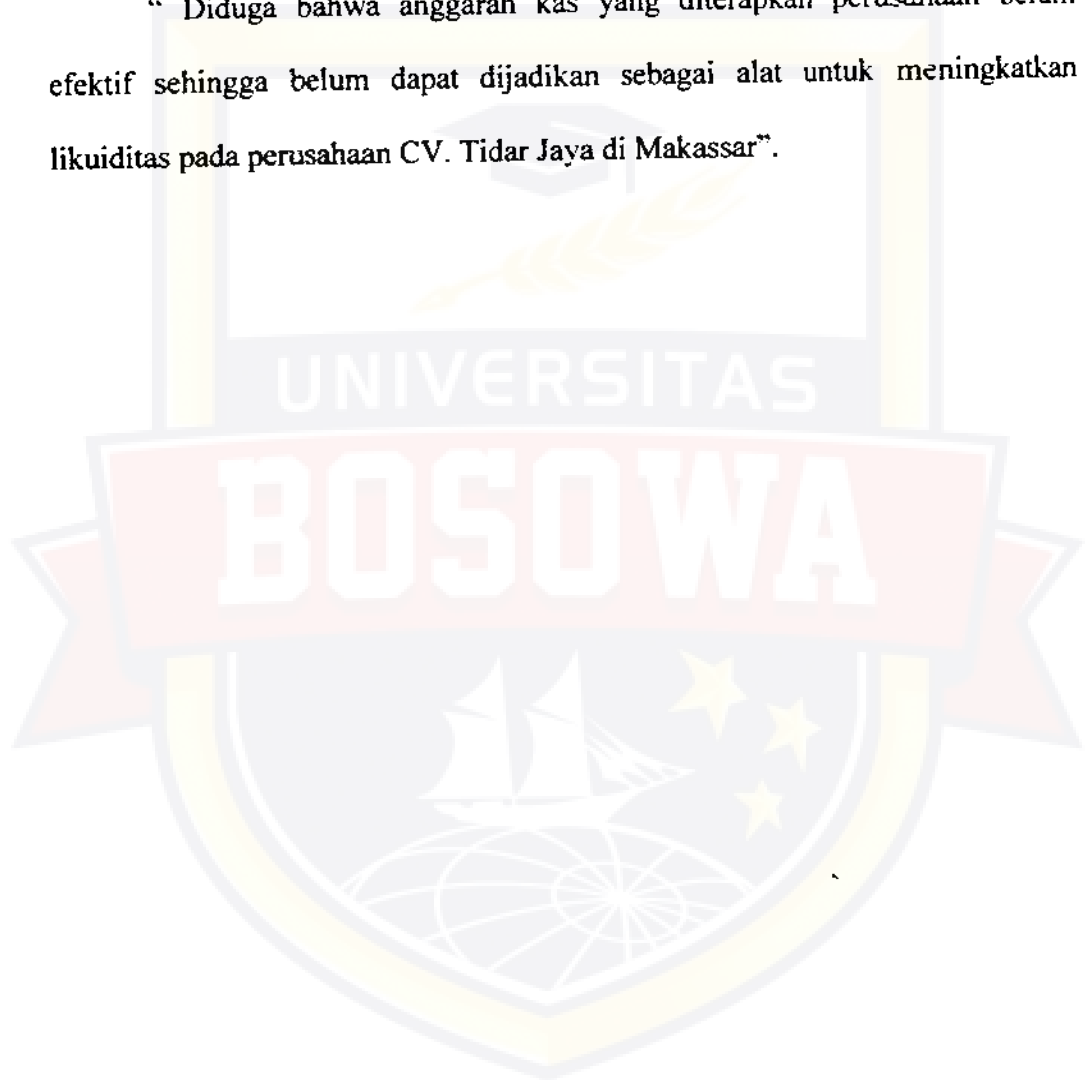 “ Diduga bahwa anggaran kas yang diterapkan perusahaan belum
efektif sehingga belum dapat dijadikan sebagai alat untuk meningkatkan
likuiditas pada perusahaan CV. Tidar Jaya di Makassar”.
UNIVERSITAS
BOSOWA